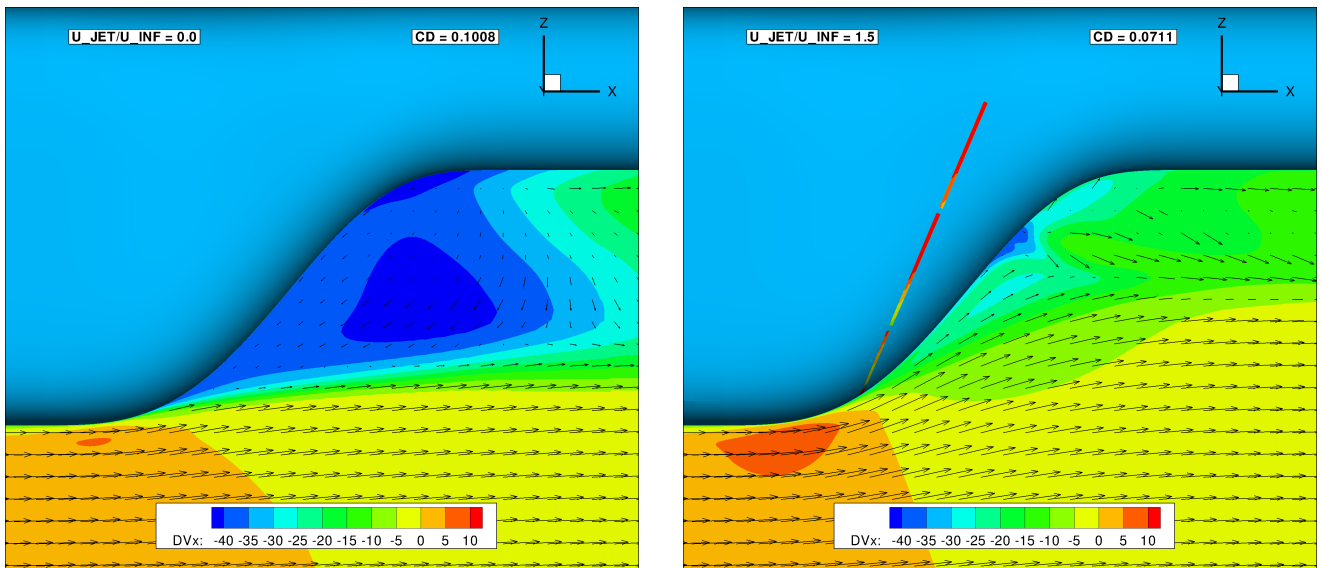 U_JET/U_INF = 0.0
CD = 0.1008
Z
X
Y
DVx: -40 -35 -30 -25 -20 -15 -10 -5 0 5 10
U_JET/U_INF = 1.5
CD = 0.0711
Z
X
Y
DVx: -40 -35 -30 -25 -20 -15 -10 -5 0 5 10